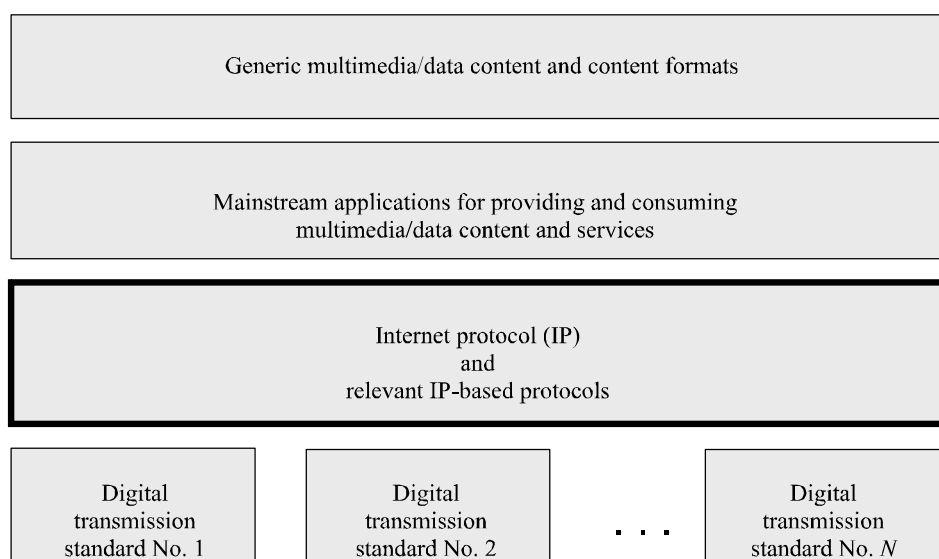 Generic multimedia/data content and content formats
Mainstream applications for providing and consuming
multimedia/data content and services
Internet protocol (IP)
and
relevant IP-based protocols
Digital
transmission
standard No. 1
Digital
transmission
standard No. 2
. . .
Digital
transmission
standard No. N